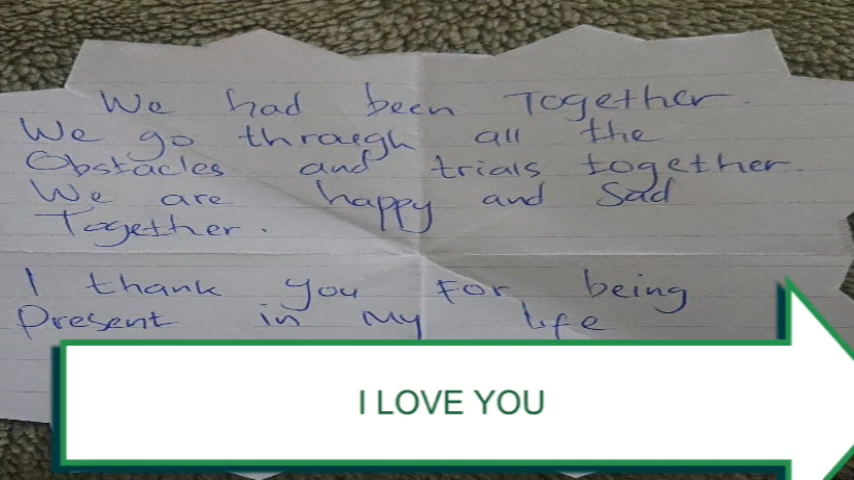 We had been Together.
We go through all the
Obstacles and trials together.
We are happy and Sad
Together.
I thank you For being
Present in My life
I LOVE YOU